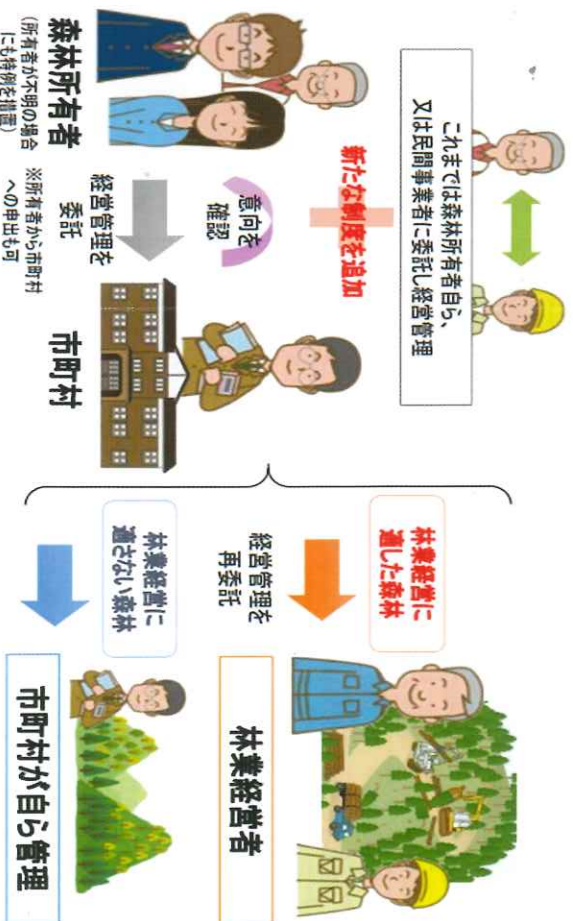 これまでは森林所有者自ら、
又は民間事業者に委託し経営管理
新たな制度を追加
森林所有者
(所有者が不明の場合
にも特例を措置)
意向を
確認
経営管理を
委託
※所有者から市町村
への申出も可
市町村
林業経営に
適した森林
経営管理を
再委託
林業経営者
林業経営に
適さない森林
市町村が自ら管理